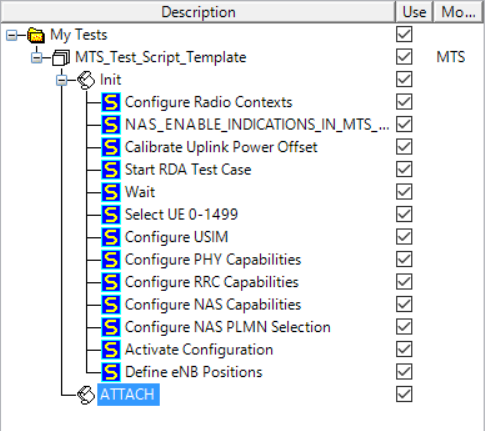 Description Use Mo...
My Tests
MTS_Test_Script_Template MTS
Init
S Configure Radio Contexts
S NAS_ENABLE_INDICATIONS_IN_MTS_...
S Calibrate Uplink Power Offset
S Start RDA Test Case
S Wait
S Select UE 0-1499
S Configure USIM
S Configure PHY Capabilities
S Configure RRC Capabilities
S Configure NAS Capabilities
S Configure NAS PLMN Selection
S Activate Configuration
S Define eNB Positions
ATTACH